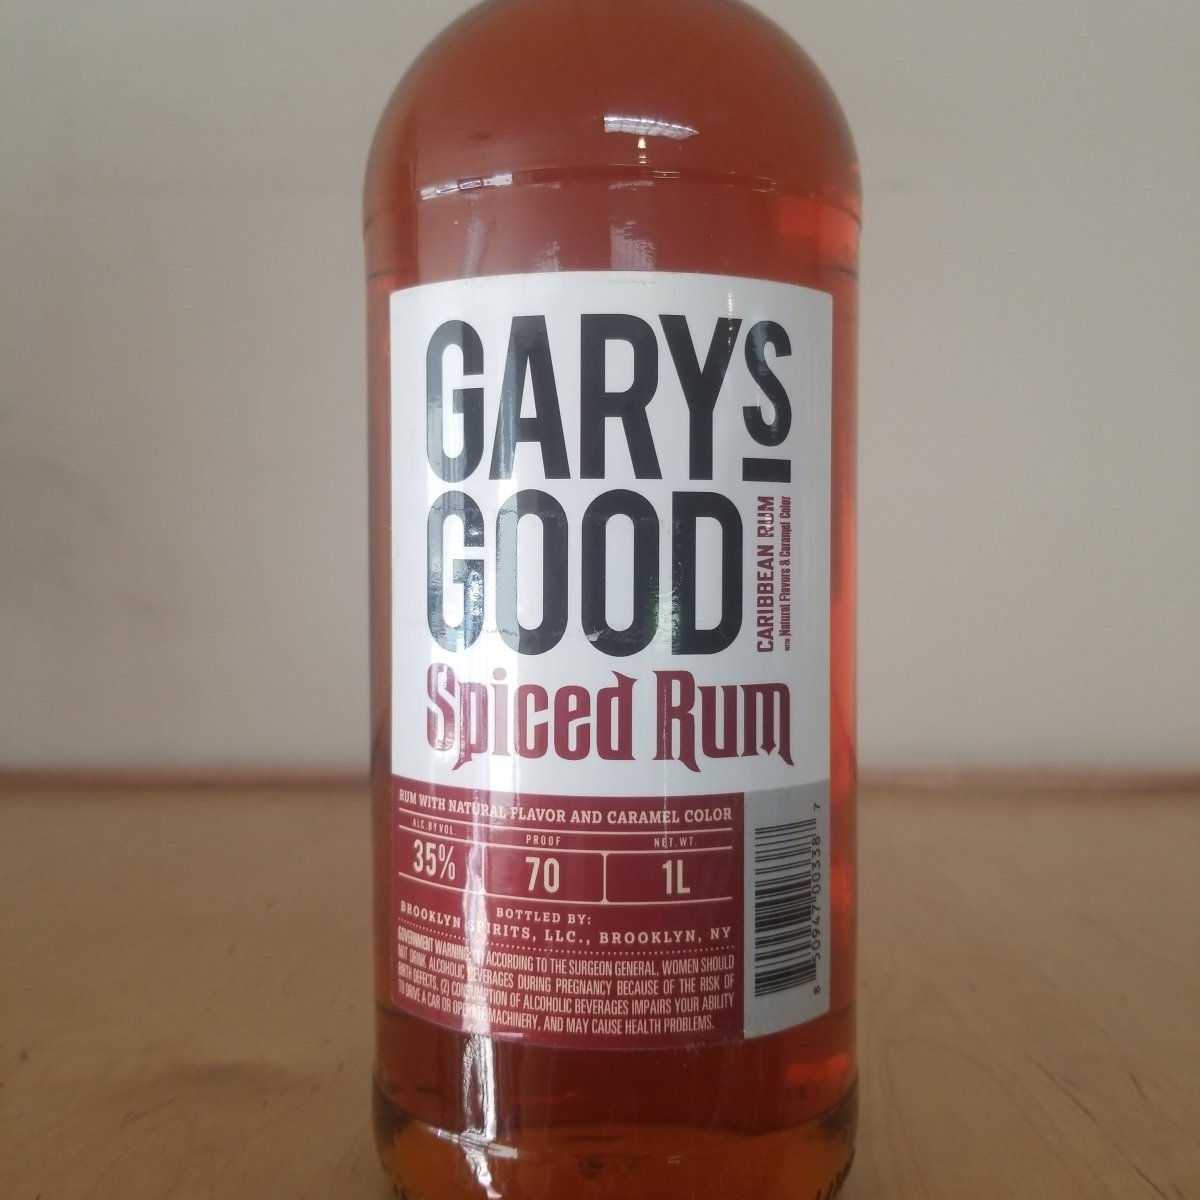 GARYS
GOOD
CARIBBEAN RUM
WITH Natural Flavors & Caramel Color
Spiced Rum
RUM WITH NATURAL FLAVOR AND CARAMEL COLOR
ALC. BY VOL. PROOF NET. WT.
35% 70 1L
BOTTLED BY:
BROOKLYN SPIRITS, LLC., BROOKLYN, NY
GOVERNMENT WARNING: (1) ACCORDING TO THE SURGEON GENERAL, WOMEN SHOULD
NOT DRINK ALCOHOLIC BEVERAGES DURING PREGNANCY BECAUSE OF THE RISK OF
BIRTH DEFECTS. (2) CONSUMPTION OF ALCOHOLIC BEVERAGES IMPAIRS YOUR ABILITY
TO DRIVE A CAR OR OPERATE MACHINERY, AND MAY CAUSE HEALTH PROBLEMS.
8 50947 00338 7